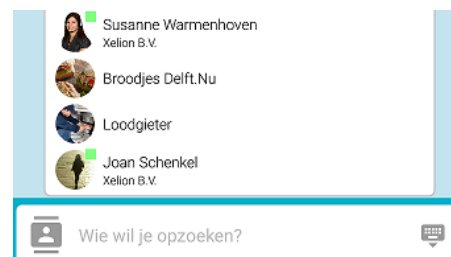 Susanne Warmenhoven
Xelion B.V.
Broodjes Delft.Nu
Loodgieter
Joan Schenkel
Xelion B.V.
Wie wil je opzoeken?